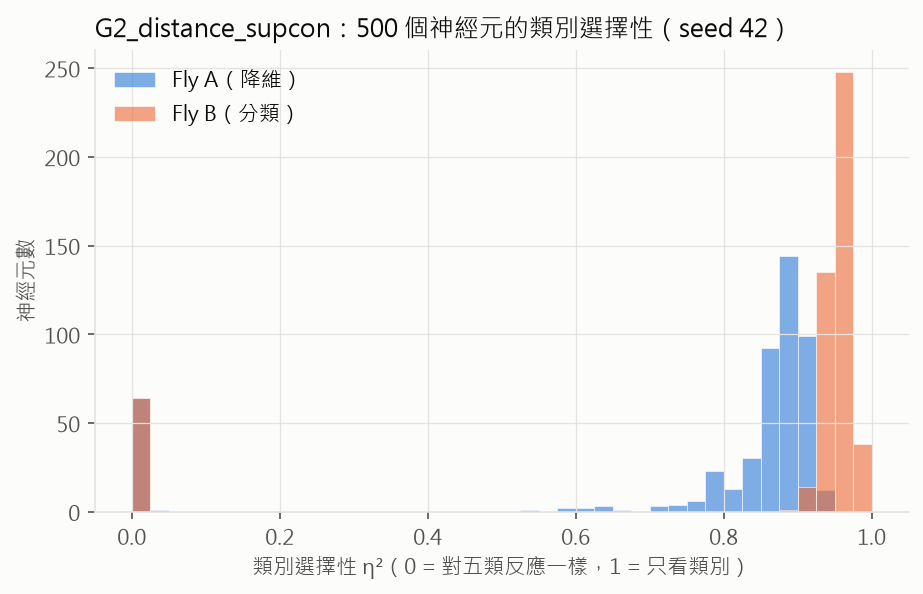 G2_distance_supcon：500 個神經元的類別選擇性（seed 42）
Fly A（降維）
Fly B（分類）
250
200
150
100
50
0
神經元數
0.0 0.2 0.4 0.6 0.8 1.0
類別選擇性 η²（0 = 對五類反應一樣，1 = 只看類別）